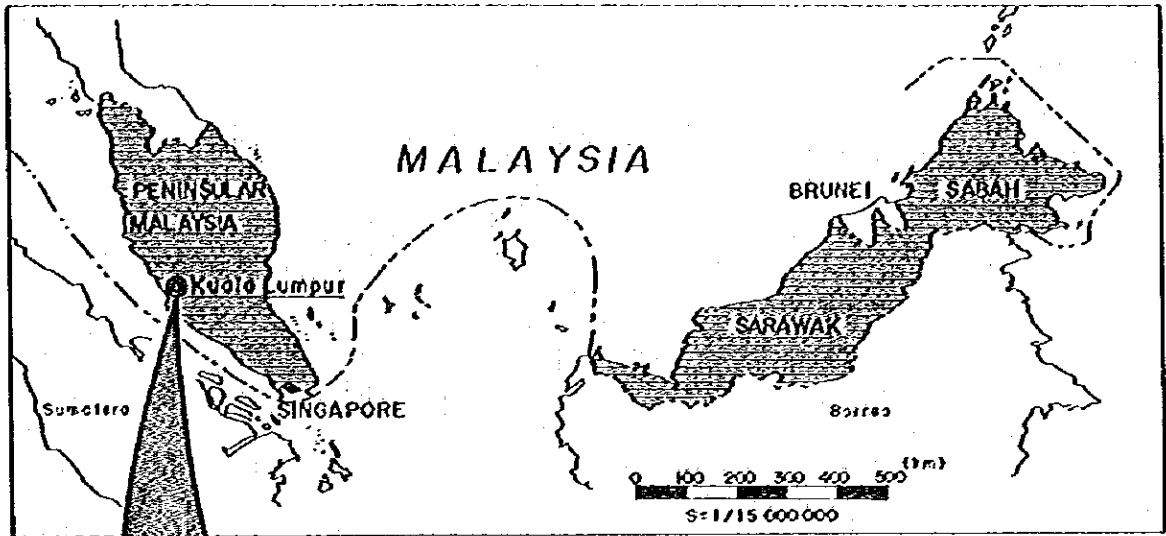 MALAYSIA
PENINSULAR
MALAYSIA
BRUNEI
SABAH
Kuala Lumpur
SARAWAK
Sumatera
SINGAPORE
Borneo
(km)
0 100 200 300 400 500
S=1/15 000 000